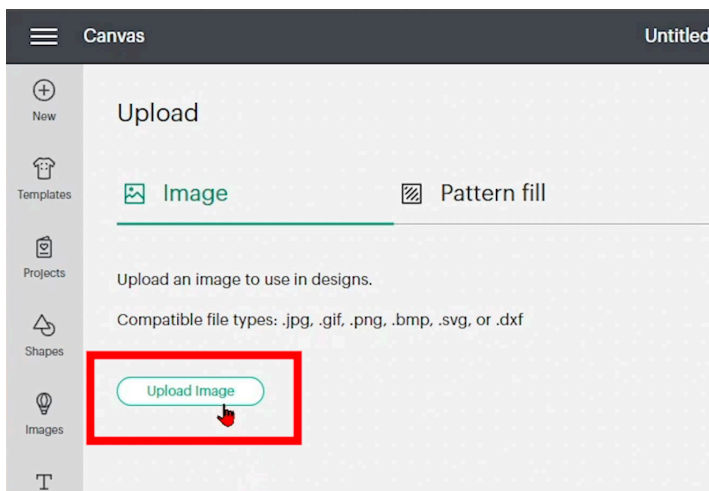 Canvas
Untitled
New
Templates
Projects
Shapes
Images
Upload
Image
Pattern fill
Upload an image to use in designs.
Compatible file types: .jpg, .gif, .png, .bmp, .svg, or .dxf
Upload Image